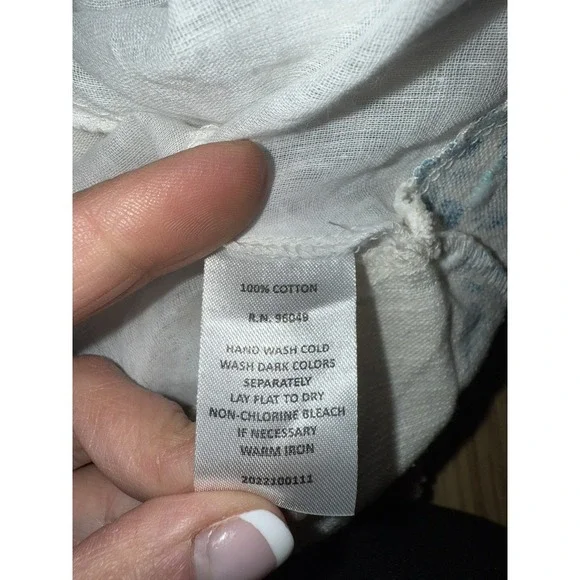 100% COTTON
R.N. 96049
HAND WASH COLD
WASH DARK COLORS
SEPARATELY
LAY FLAT TO DRY
NON-CHLORINE BLEACH
IF NECESSARY
WARM IRON
2022100111